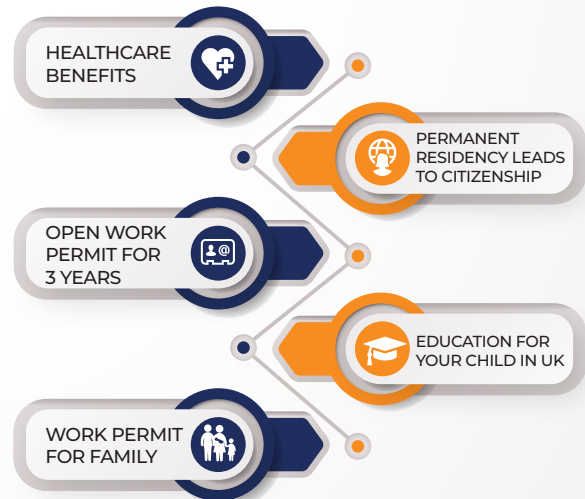 HEALTHCARE
BENEFITS
PERMANENT
RESIDENCY LEADS
TO CITIZENSHIP
OPEN WORK
PERMIT FOR
3 YEARS
@
EDUCATION FOR
YOUR CHILD IN UK
WORK PERMIT
FOR FAMILY